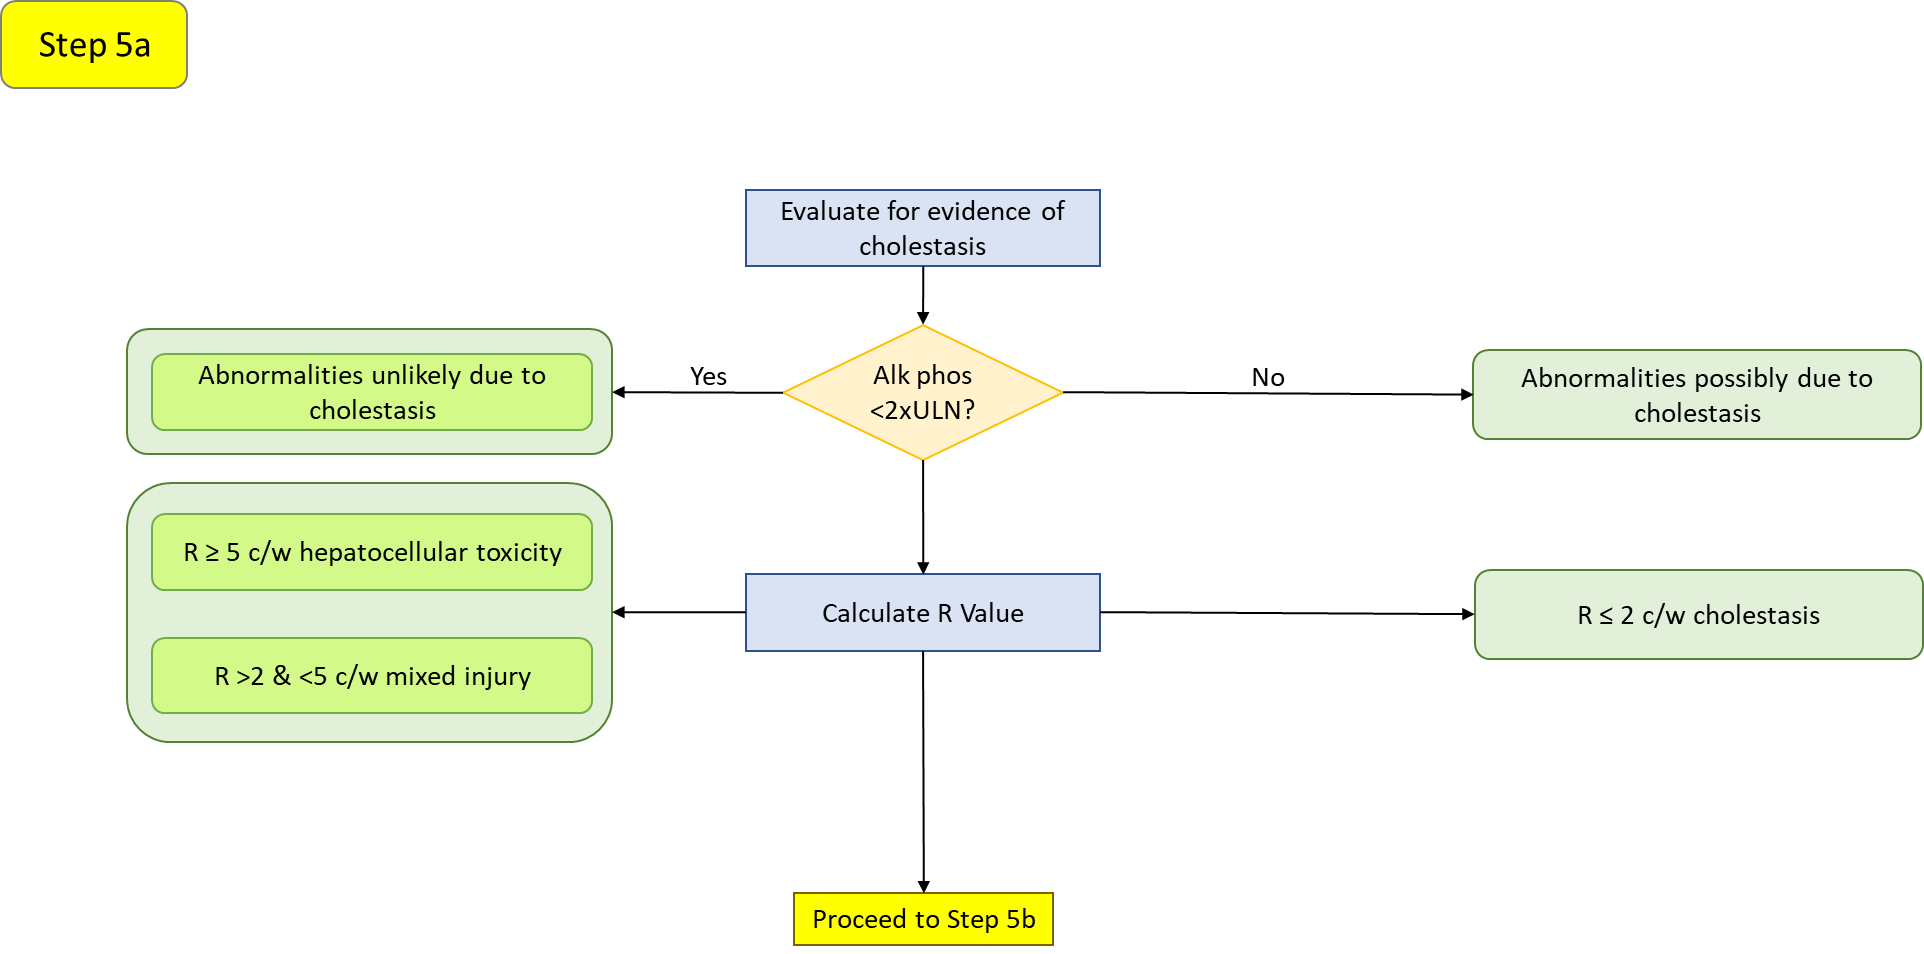 Step 5a
Evaluate for evidence of
cholestasis
Abnormalities unlikely due to
cholestasis
Yes
Alk phos
<2xULN?
No
Abnormalities possibly due to
cholestasis
R ≥ 5 c/w hepatocellular toxicity
R >2 & <5 c/w mixed injury
Calculate R Value
R ≤ 2 c/w cholestasis
Proceed to Step 5b